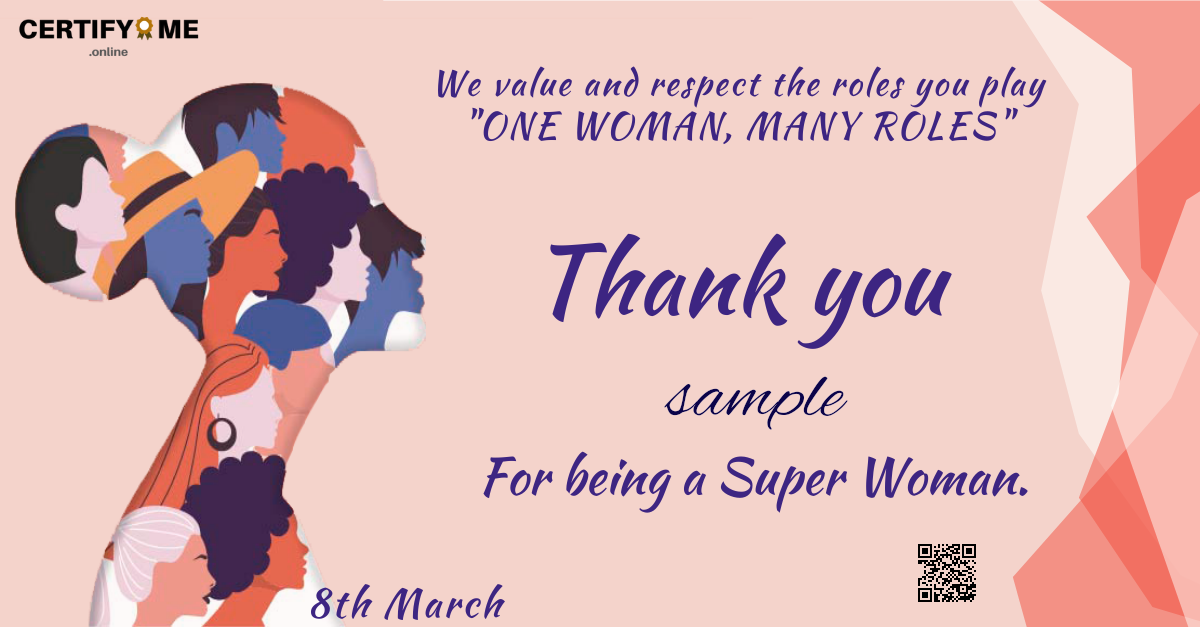 CERTIFY ME
.online
We value and respect the roles you play
"ONE WOMAN, MANY ROLES"
Thank you
sample
For being a Super Woman.
8th March